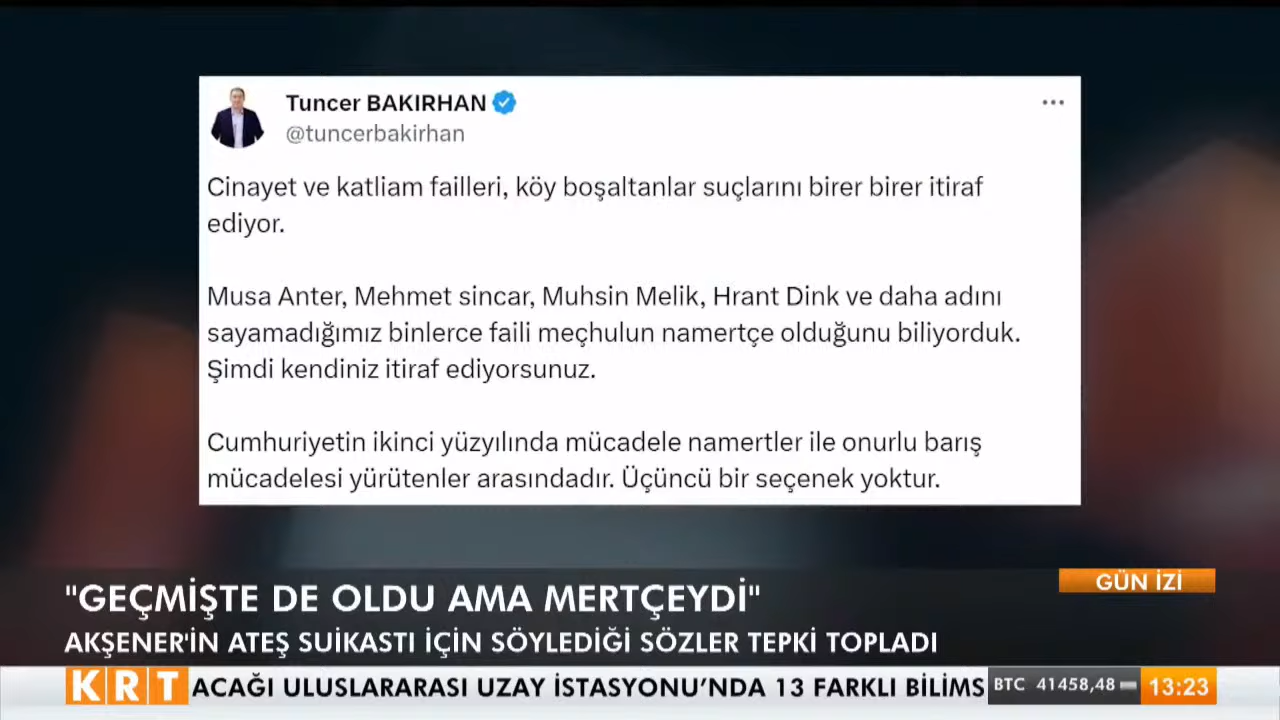 Tuncer BAKIRHAN
@tuncerbakirhan
Cinayet ve katliam failleri, köy boşaltanlar suçlarını birer birer itiraf
ediyor.
Musa Anter, Mehmet sincar, Muhsin Melik, Hrant Dink ve daha adını
sayamadığımız binlerce faili meçhulun namertçe olduğunu biliyorduk.
Şimdi kendiniz itiraf ediyorsunuz.
Cumhuriyetin ikinci yüzyılında mücadele namertler ile onurlu barış
mücadelesi yürütenler arasındadır. Üçüncü bir seçenek yoktur.
GÜN İZİ
"GEÇMİŞTE DE OLDU AMA MERTÇEYDİ"
AKŞENER'İN ATEŞ SUİKASTI İÇİN SÖYLEDİĞİ SÖZLER TEPKİ TOPLADI
KRT ACAĞI ULUSLARARASI UZAY İSTASYONU’NDA 13 FARKLI BİLİMS BTC 41458,48 13:23